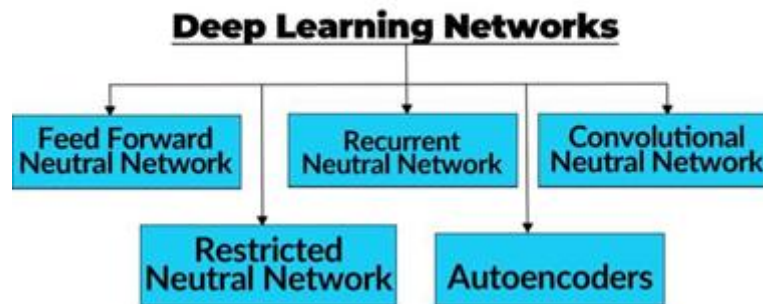 Deep Learning Networks
Feed Forward
Neutral Network
Recurrent
Neutral Network
Convolutional
Neutral Network
Restricted
Neutral Network
Autoencoders